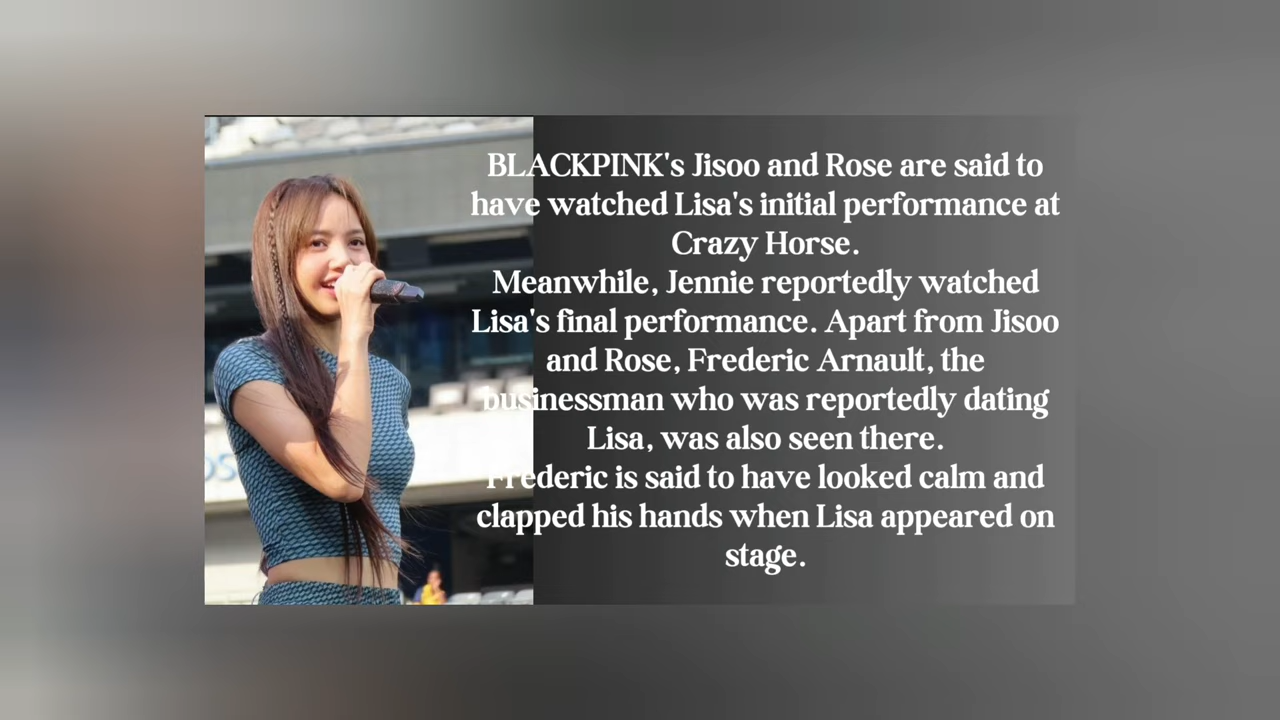 BLACKPINK's Jisoo and Rose are said to
have watched Lisa's initial performance at
Crazy Horse.
Meanwhile, Jennie reportedly watched
Lisa's final performance. Apart from Jisoo
and Rose, Frederic Arnault, the
businessman who was reportedly dating
Lisa, was also seen there.
Frederic is said to have looked calm and
clapped his hands when Lisa appeared on
stage.